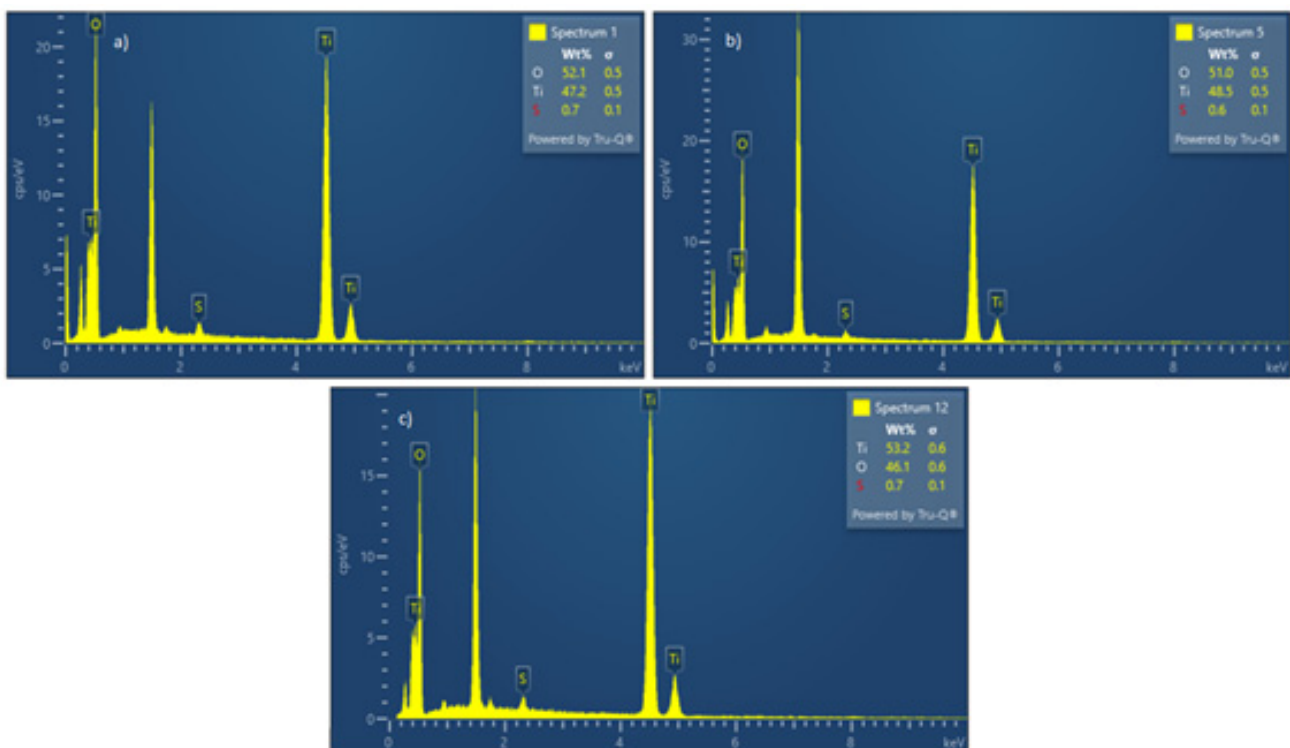 a)
Spectrum 1
Wt% σ
O 52.1 0.5
Ti 47.2 0.5
S 0.7 0.1
Powered by Tru-Q®
O
Ti
Ti
S
Ti
20
15
10
5
0
cps/eV
0 2 4 6 8 keV
b)
Spectrum 5
Wt% σ
O 51.0 0.5
Ti 48.5 0.5
S 0.6 0.1
Powered by Tru-Q®
O
Ti
Ti
S
Ti
30
20
10
0
cps/eV
0 2 4 6 8 keV
c)
Spectrum 12
Wt% σ
Ti 53.2 0.6
O 46.1 0.6
S 0.7 0.1
Powered by Tru-Q®
Ti
O
Ti
S
Ti
15
10
5
0
cps/eV
0 2 4 6 8 keV